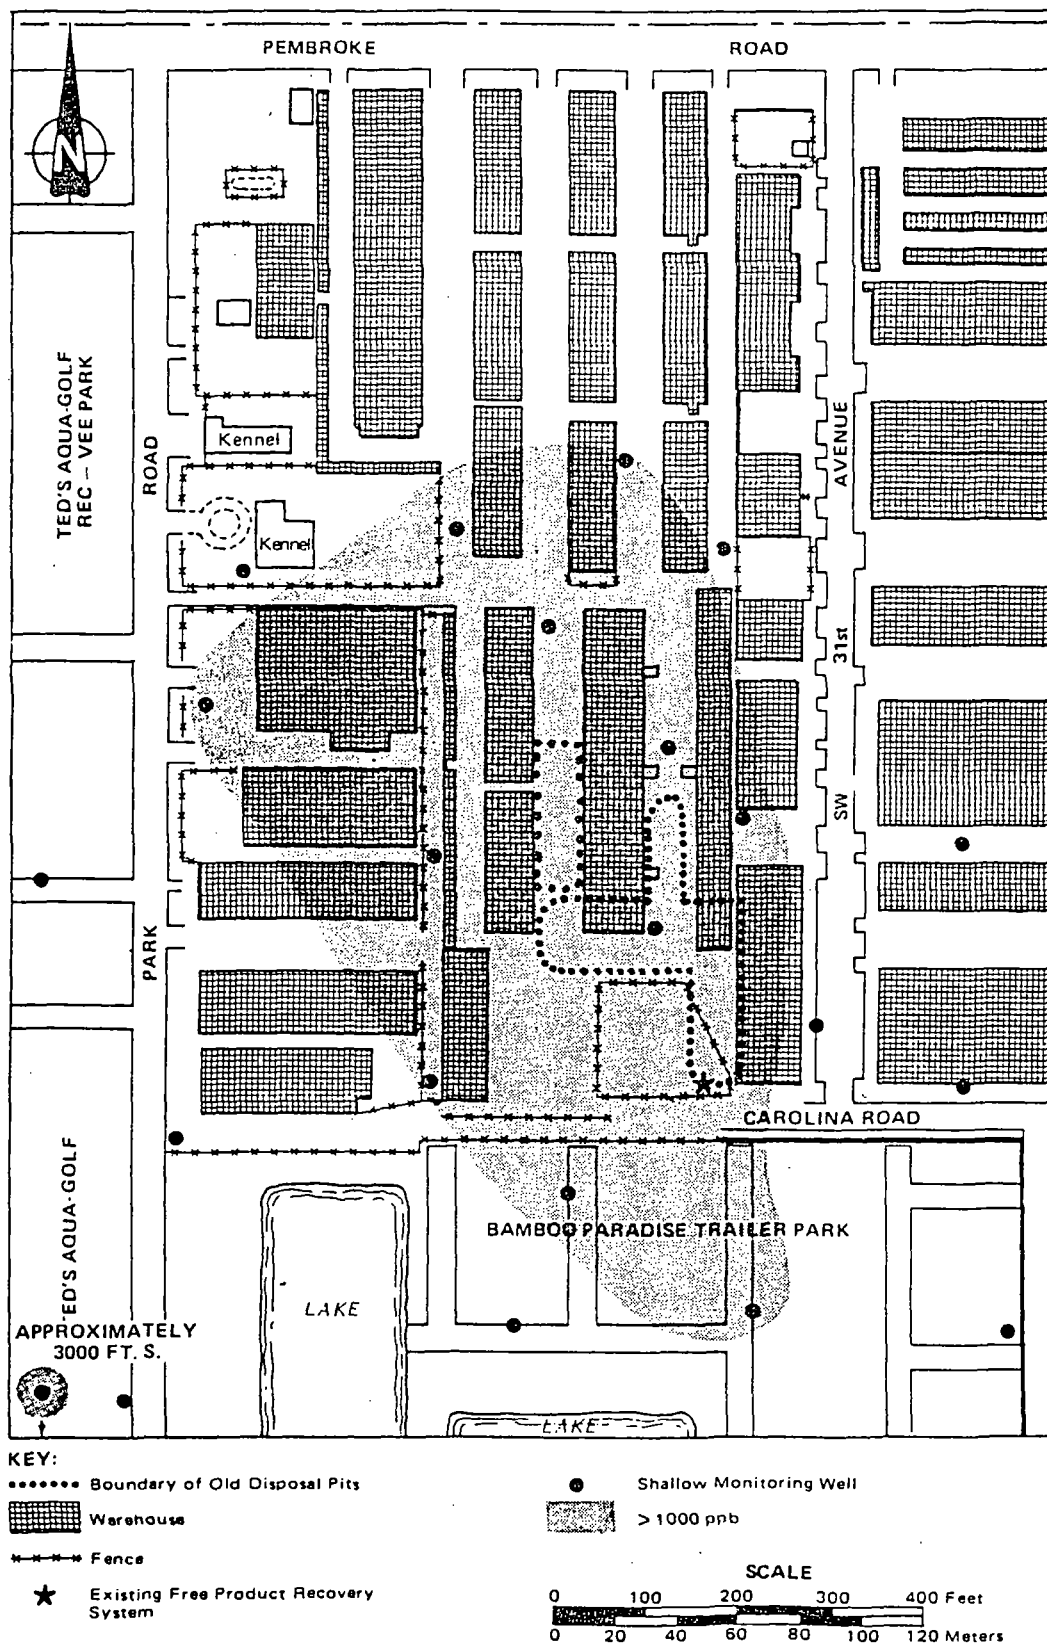 PEMBROKE ROAD
N
TED'S AQUA-GOLF
REC – VEE PARK
ROAD
Kennel
Kennel
AVENUE
31st
SW
PARK
CAROLINA ROAD
BAMBOO PARADISE TRAILER PARK
LAKE
TED'S AQUA-GOLF
APPROXIMATELY
3000 FT. S.
LAKE
KEY:
Boundary of Old Disposal Pits
Warehouse
Fence
Existing Free Product Recovery
System
Shallow Monitoring Well
> 1000 ppb
SCALE
0 100 200 300 400 Feet
0 20 40 60 80 100 120 Meters